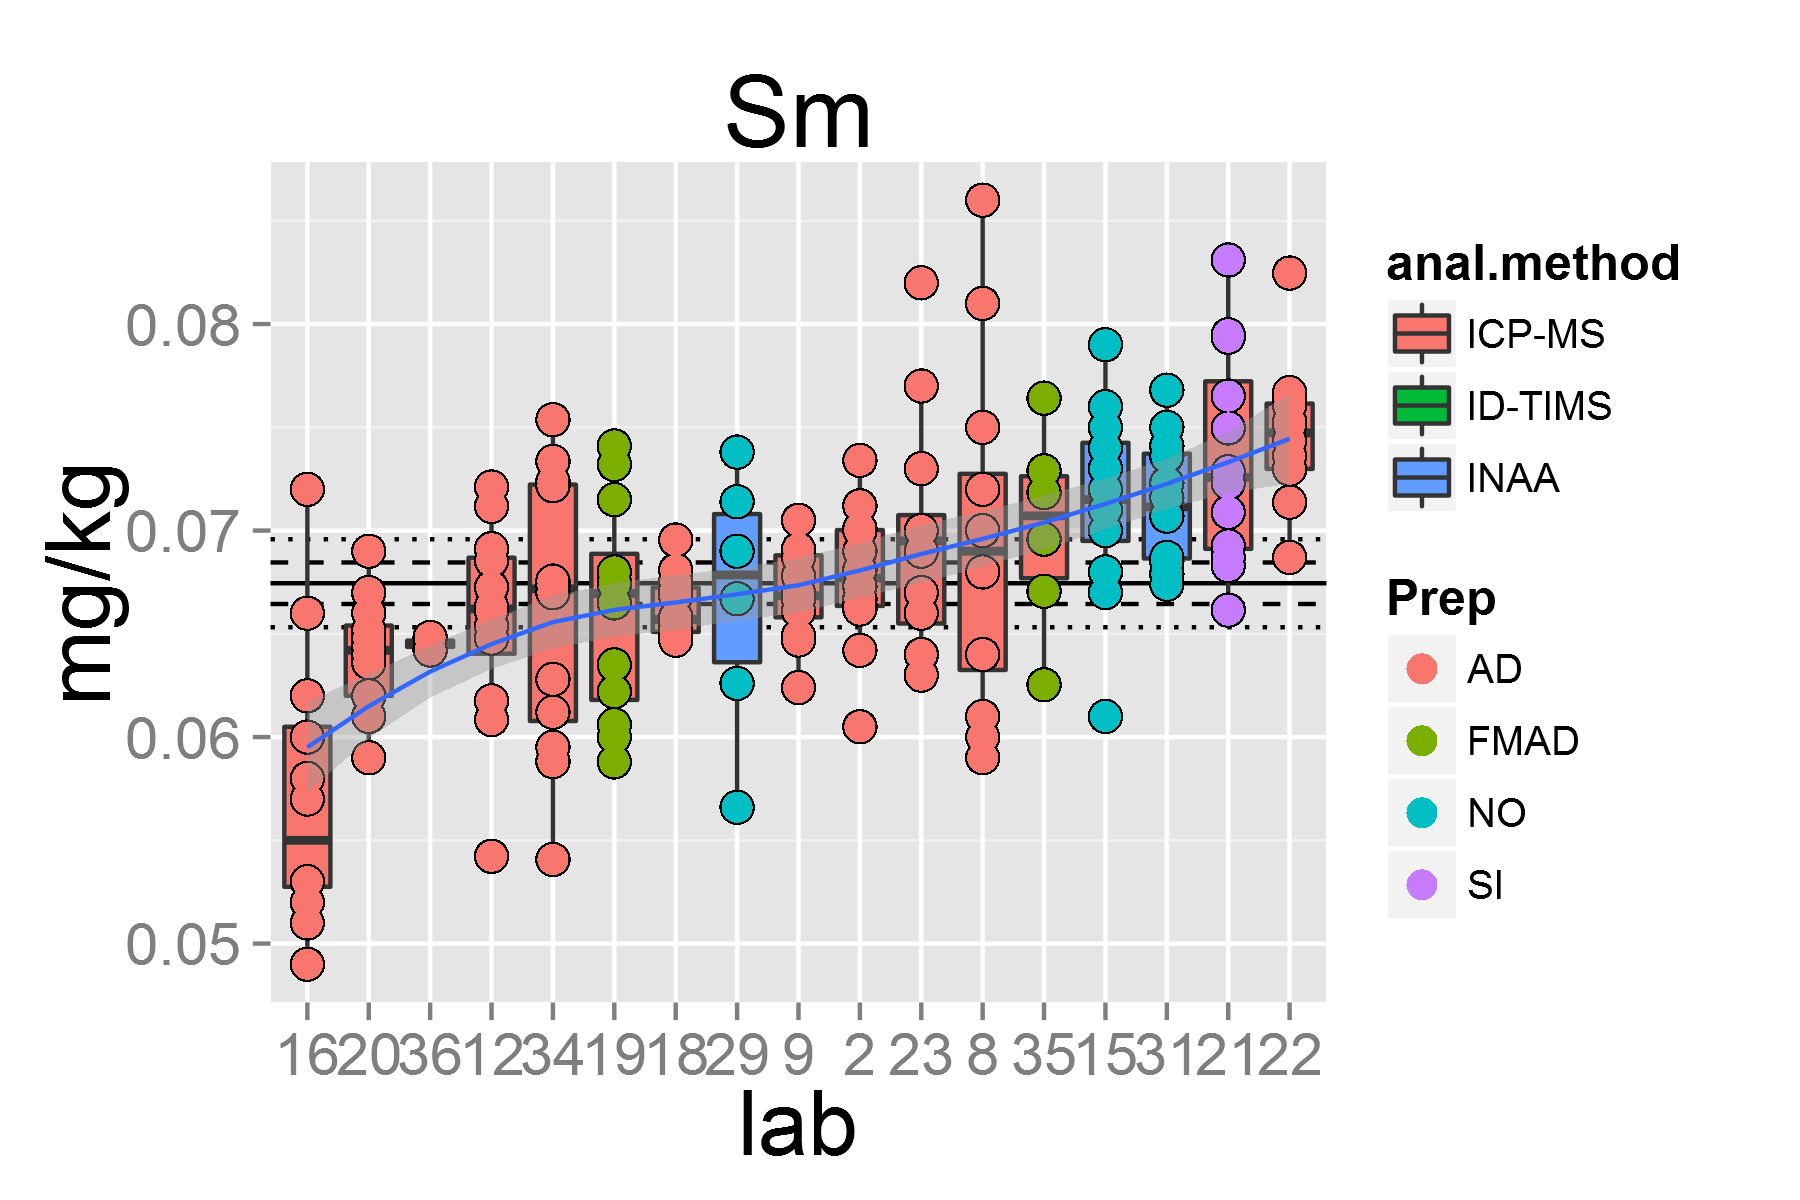 Sm
mg/kg
0.08
0.07
0.06
0.05
16 20 36 12 34 19 18 29 9 2 23 8 35 15 31 21 22
lab
anal.method
ICP-MS
ID-TIMS
INAA
Prep
AD
FMAD
NO
SI